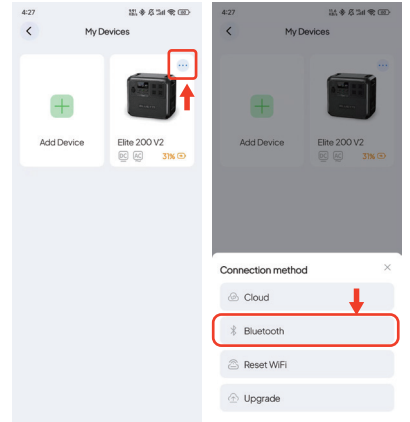 4:27
My Devices
Add Device
Elite 200 V2
DC AC 31%
4:27
My Devices
Add Device
Elite 200 V2
DC AC 31%
Connection method
Cloud
Bluetooth
Reset WiFi
Upgrade